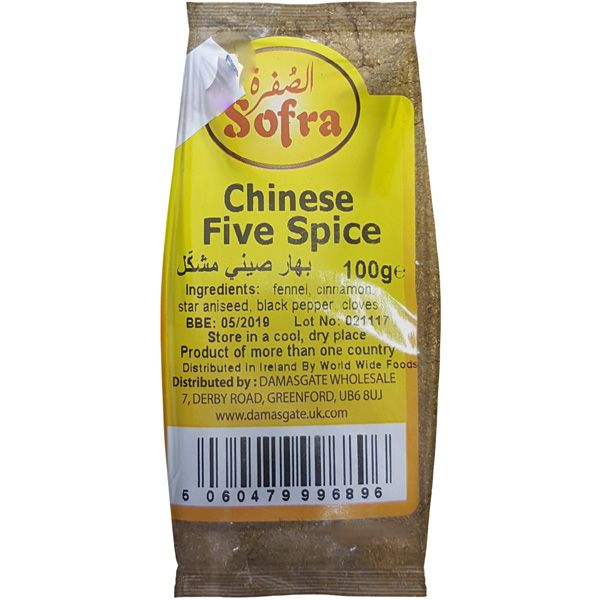 الصُفرة
Sofra
Chinese
Five Spice
بهار صيني مشكّل
100g℮
Ingredients: fennel, cinnamon,
star aniseed, black pepper, cloves
BBE: 05/2019 Lot No: 021117
Store in a cool, dry place
Product of more than one country
Distributed In Ireland By World Wide Foods
Distributed by : DAMASGATE WHOLESALE
7, DERBY ROAD, GREENFORD, UB6 8UJ
www.damasgate.uk.com
5 060479 996896